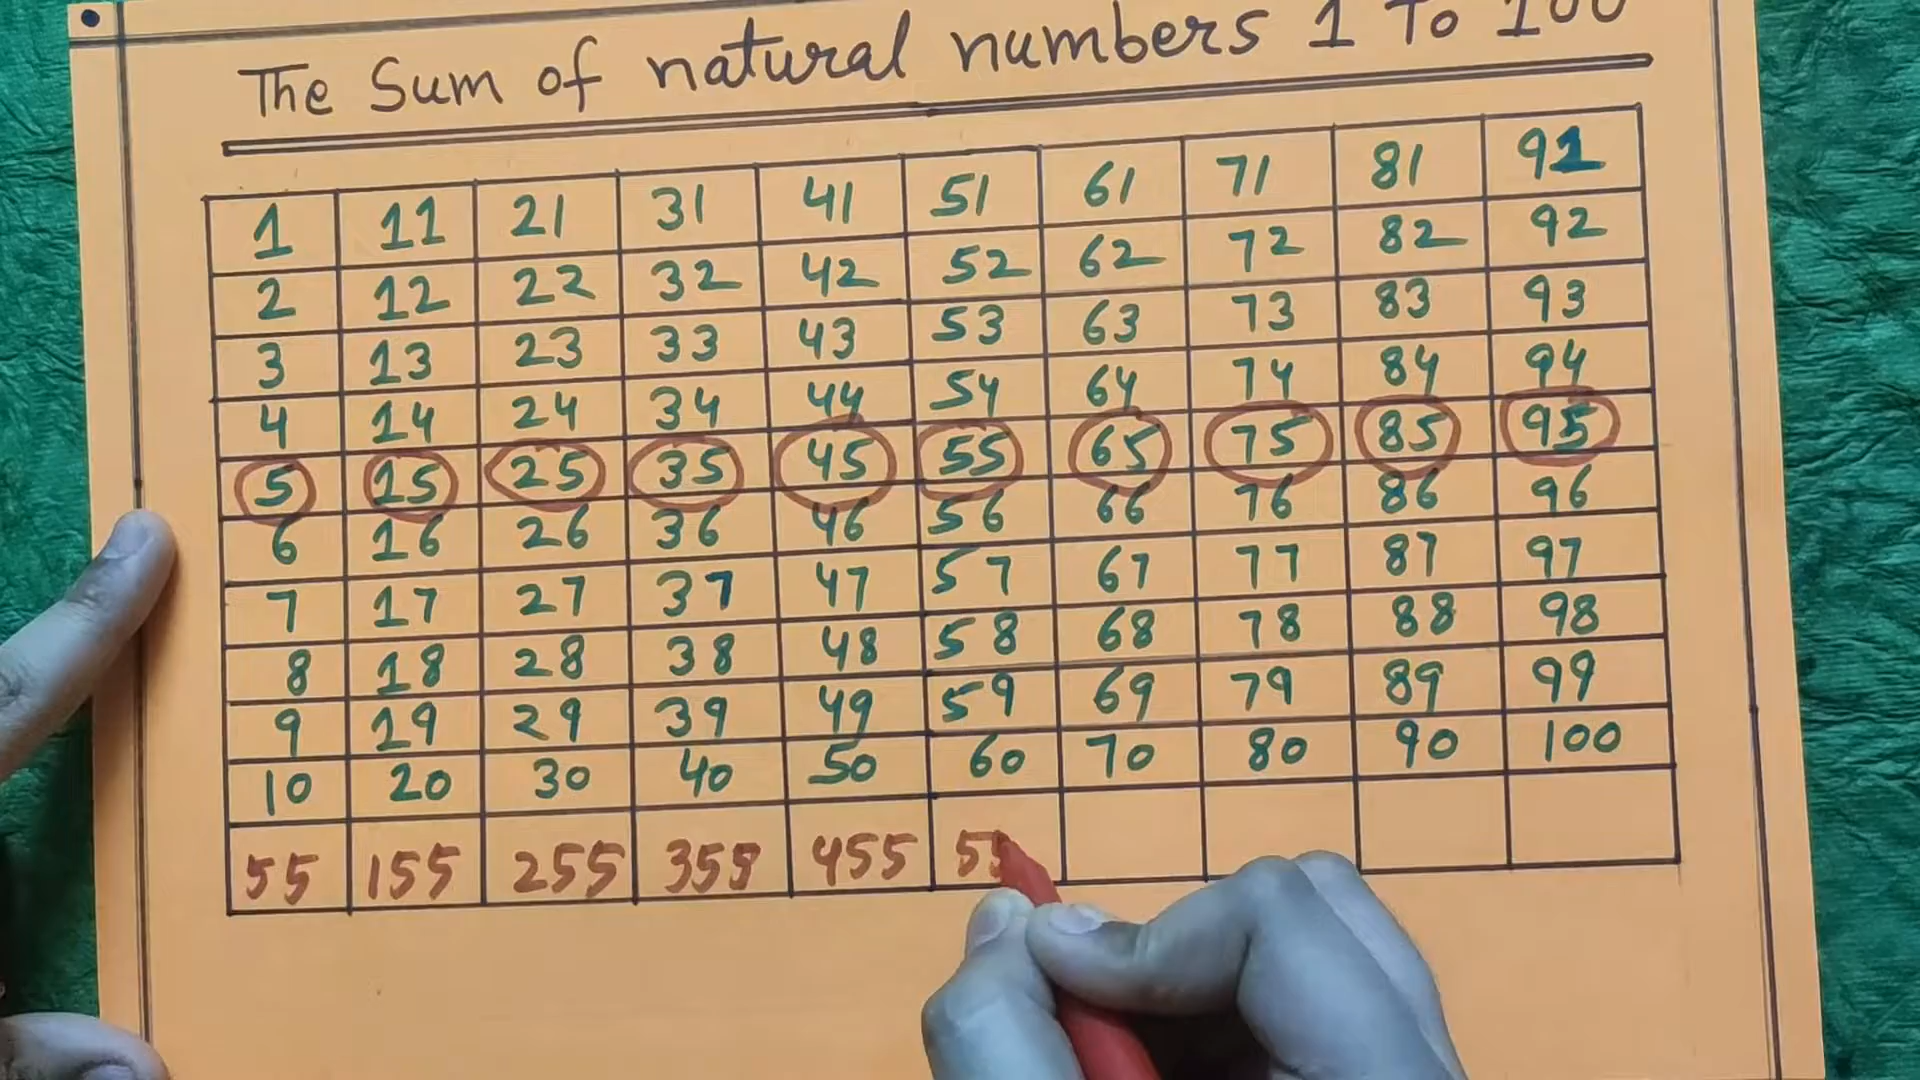 The Sum of natural numbers 1 To 100
1 11 21 31 41 51 61 71 81 91
2 12 22 32 42 52 62 72 82 92
3 13 23 33 43 53 63 73 83 93
4 14 24 34 44 54 64 74 84 94
5 15 25 35 45 55 65 75 85 95
6 16 26 36 46 56 66 76 86 96
7 17 27 37 47 57 67 77 87 97
8 18 28 38 48 58 68 78 88 98
9 19 29 39 49 59 69 79 89 99
10 20 30 40 50 60 70 80 90 100
55 155 255 355 455 55